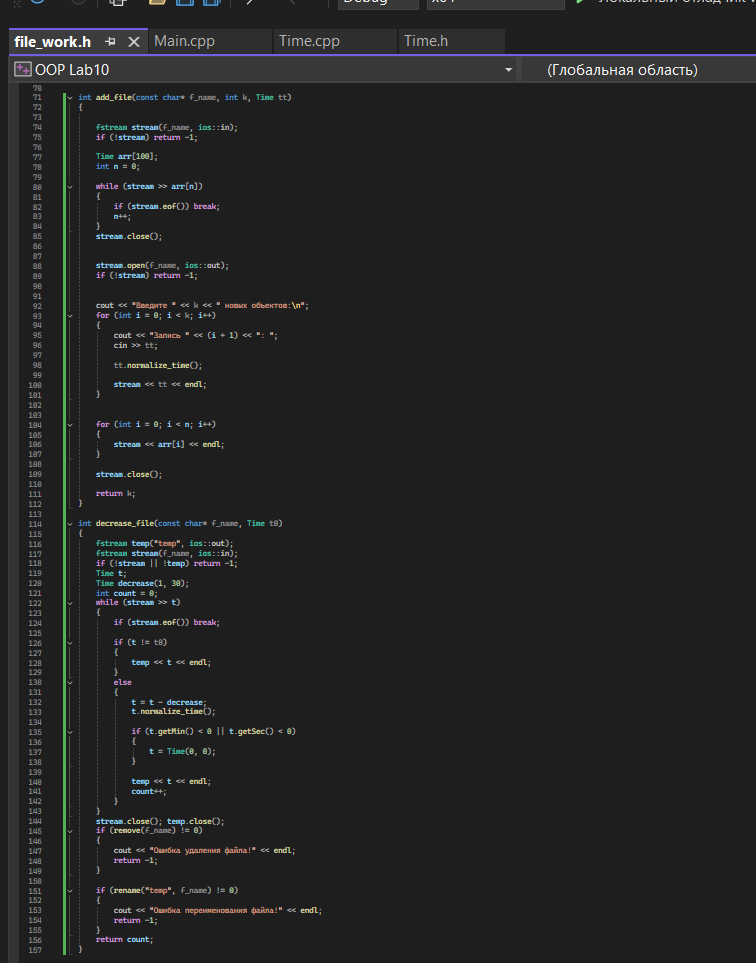 Debug
x64
Локальный отладчик
file_work.h
Main.cpp
Time.cpp
Time.h
OOP Lab10
(Глобальная область)
70
71 int add_file(const char* f_name, int k, Time tt)
72 {
73
74 fstream stream(f_name, ios::in);
75 if (!stream) return -1;
76
77 Time arr[100];
78 int n = 0;
79
80 while (stream >> arr[n])
81 {
82 if (stream.eof()) break;
83 n++;
84 }
85 stream.close();
86
87
88 stream.open(f_name, ios::out);
89 if (!stream) return -1;
90
91
92 cout << "Введите " << k << " новых объектов:\n";
93 for (int i = 0; i < k; i++)
94 {
95 cout << "Запись " << (i + 1) << ": ";
96 cin >> tt;
97
98 tt.normalize_time();
99
100 stream << tt << endl;
101 }
102
103
104 for (int i = 0; i < n; i++)
105 {
106 stream << arr[i] << endl;
107 }
108
109 stream.close();
110
111 return k;
112 }
113
114 int decrease_file(const char* f_name, Time t0)
115 {
116 fstream temp("temp", ios::out);
117 fstream stream(f_name, ios::in);
118 if (!stream || !temp) return -1;
119 Time t;
120 Time decrease(1, 30);
121 int count = 0;
122 while (stream >> t)
123 {
124 if (stream.eof()) break;
125
126 if (t != t0)
127 {
128 temp << t << endl;
129 }
130 else
131 {
132 t = t - decrease;
133 t.normalize_time();
134
135 if (t.getMin() < 0 || t.getSec() < 0)
136 {
137 t = Time(0, 0);
138 }
139
140 temp << t << endl;
141 count++;
142 }
143 }
144 stream.close(); temp.close();
145 if (remove(f_name) != 0)
146 {
147 cout << "Ошибка удаления файла!" << endl;
148 return -1;
149 }
150
151 if (rename("temp", f_name) != 0)
152 {
153 cout << "Ошибка переименования файла!" << endl;
154 return -1;
155 }
156 return count;
157 }